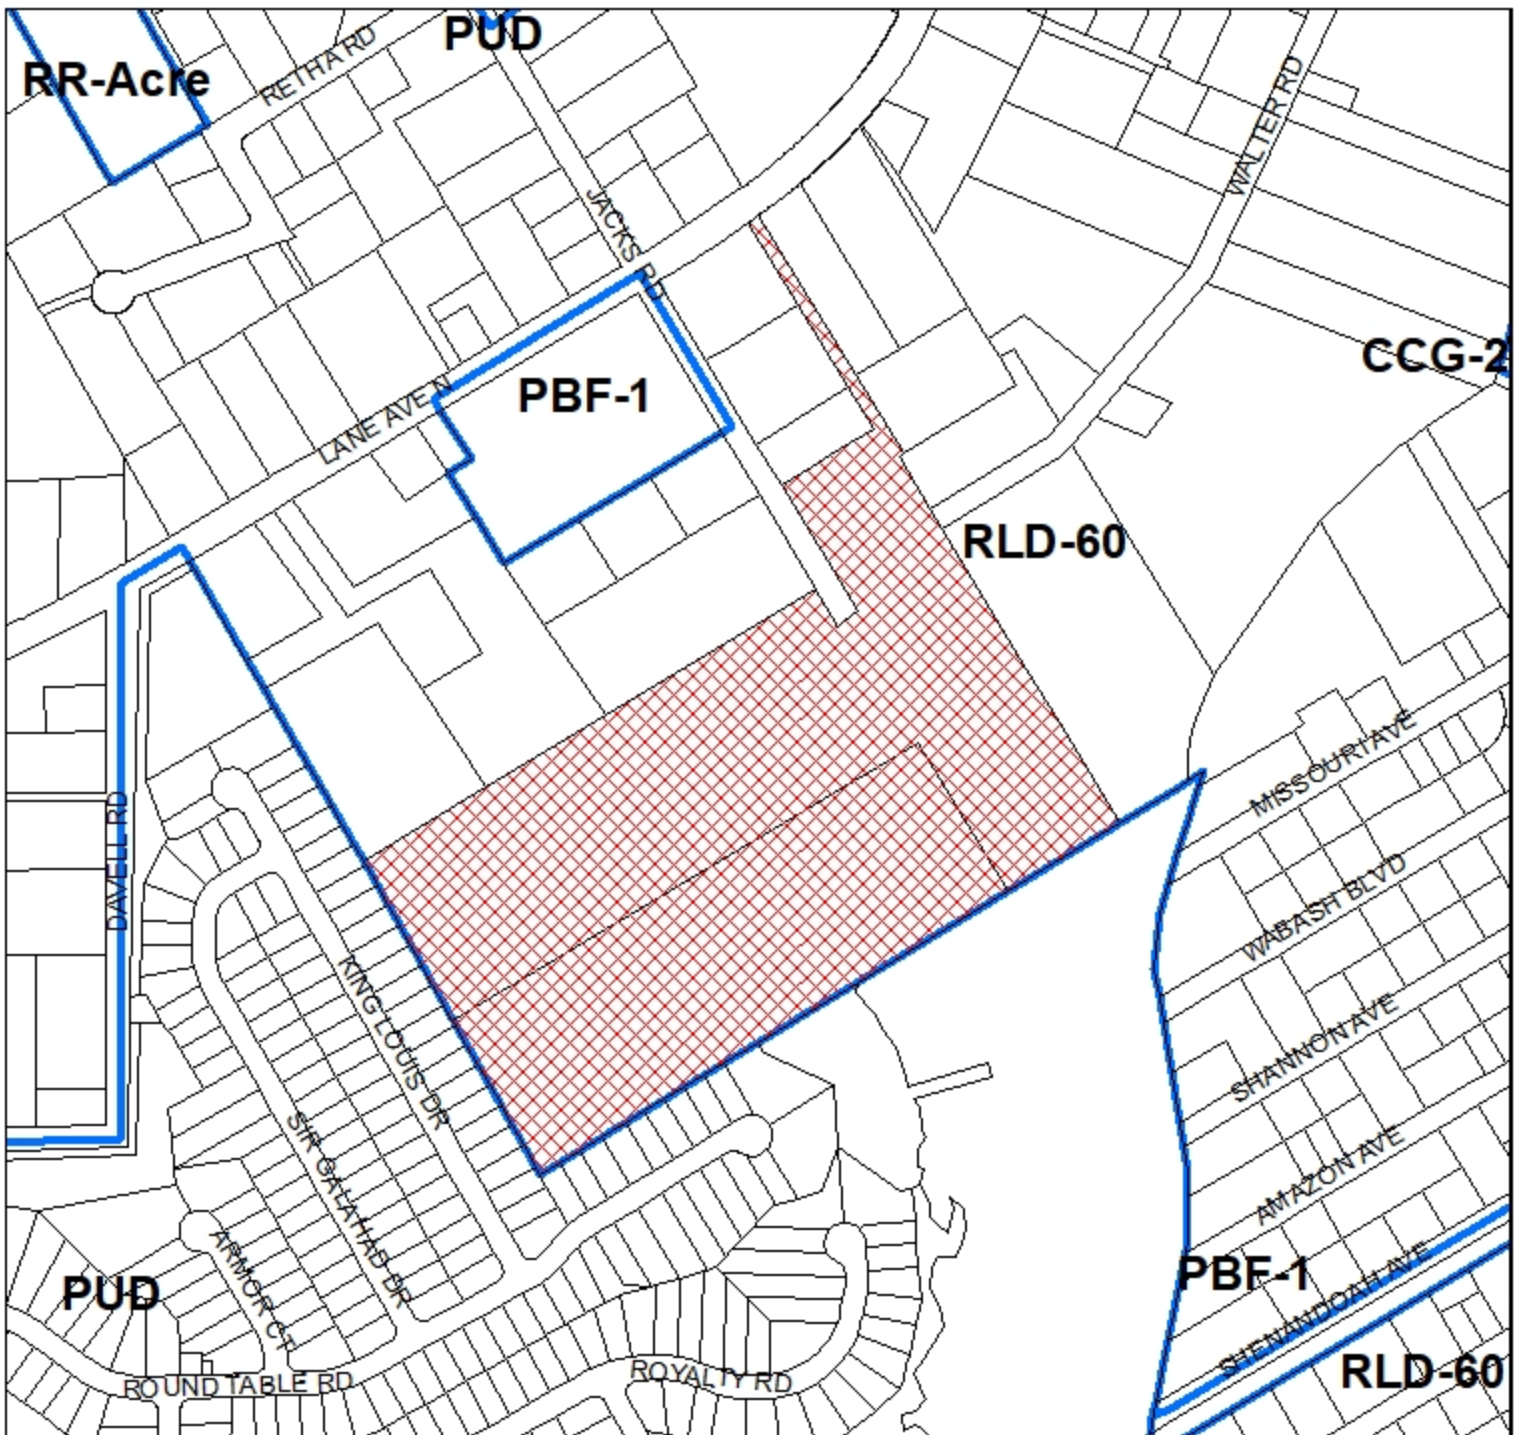 PUD
RR-Acre
RETHA RD
WALTER RD
JACKS RD
CCG-2
PBF-1
LANE AVE N
RLD-60
MISSOURI AVE
DAVELL RD
WABASH BLVD
KING LOUIS DR
SHANNON AVE
SIR GALAHAD DR
AMAZON AVE
ARMOR CT
PBF-1
PUD
SHENANDOAH AVE
RLD-60
ROUND TABLE RD
ROYALTY RD